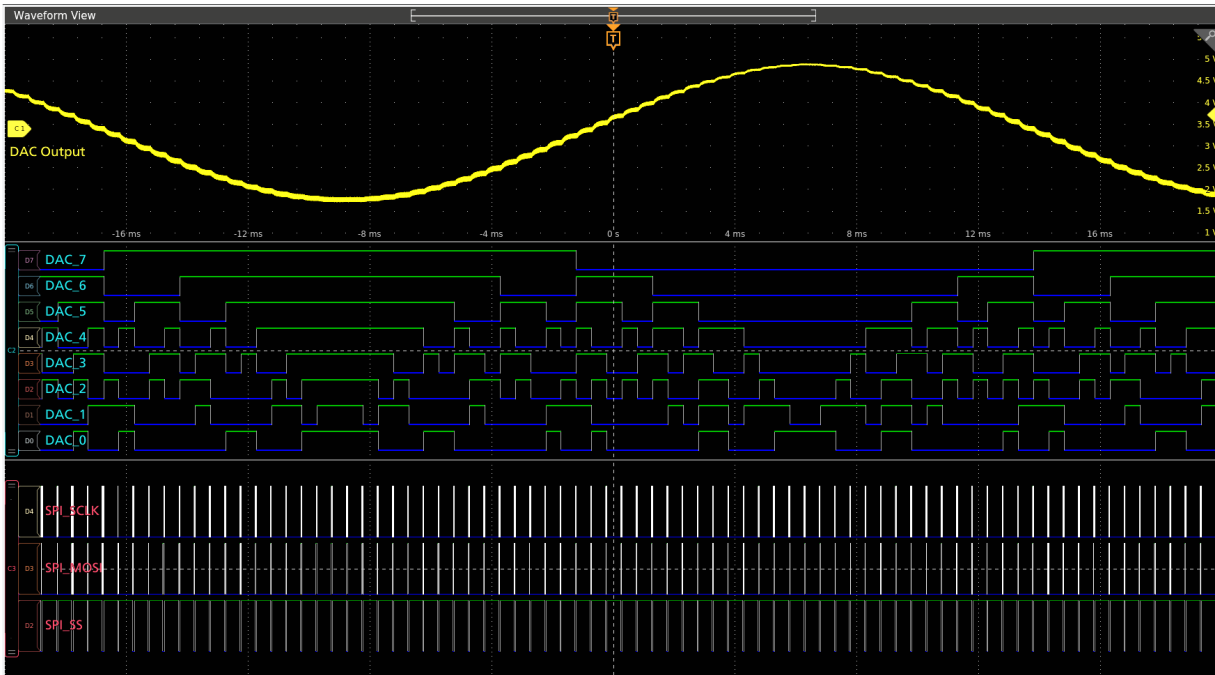 Waveform View
T
T
5 V
4.5 V
4 V
3.5 V
3 V
2.5 V
2 V
1.5 V
1 V
C 1
DAC Output
-16 ms -12 ms -8 ms -4 ms 0 s 4 ms 8 ms 12 ms 16 ms
C2
D7 DAC_7
D6 DAC_6
D5 DAC_5
D4 DAC_4
D3 DAC_3
D2 DAC_2
D1 DAC_1
D0 DAC_0
C3
D4 SPI_SCLK
D3 SPI_MOSI
D2 SPI_SS